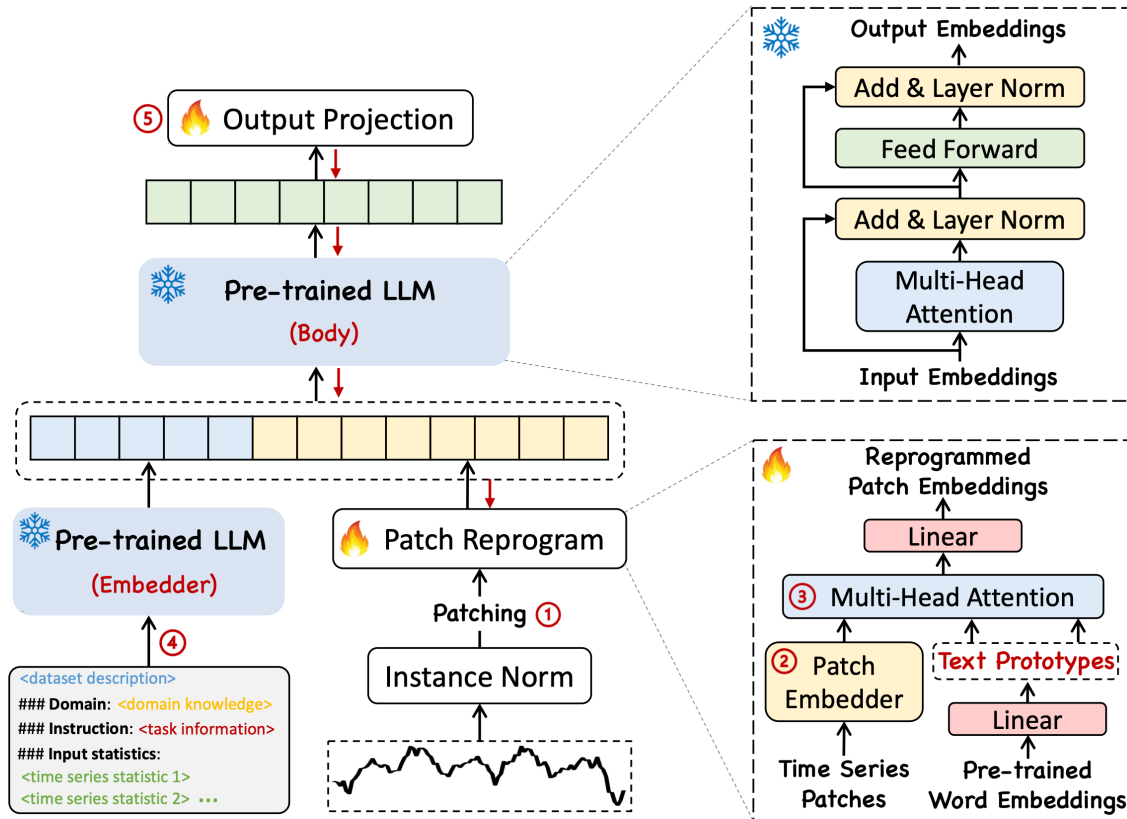 ⑤ Output Projection
Pre-trained LLM
(Body)
Pre-trained LLM
(Embedder)
④
<dataset description>
### Domain: <domain knowledge>
### Instruction: <task information>
### Input statistics:
<time series statistic 1>
<time series statistic 2> ...
Patch Reprogram
Patching ①
Instance Norm
Output Embeddings
Add & Layer Norm
Feed Forward
Add & Layer Norm
Multi-Head
Attention
Input Embeddings
Reprogrammed
Patch Embeddings
Linear
③ Multi-Head Attention
② Patch
Embedder
Time Series
Patches
Text Prototypes
Linear
Pre-trained
Word Embeddings